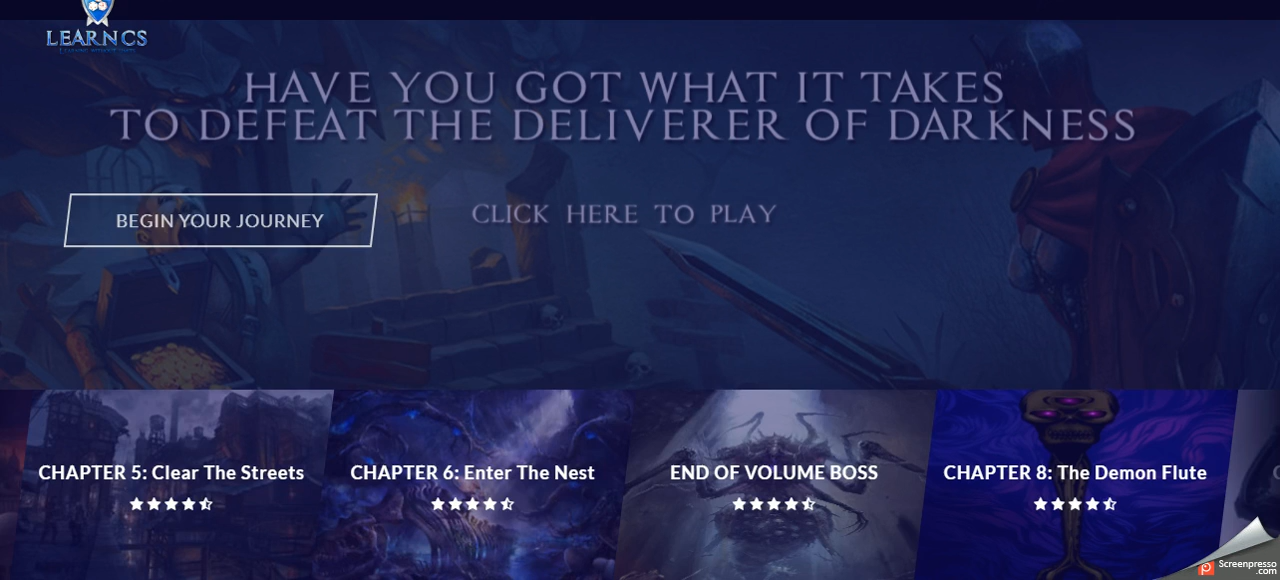 LEARN CS
HAVE YOU GOT WHAT IT TAKES
TO DEFEAT THE DELIVERER OF DARKNESS
BEGIN YOUR JOURNEY
CLICK HERE TO PLAY
CHAPTER 5: Clear The Streets
CHAPTER 6: Enter The Nest
END OF VOLUME BOSS
CHAPTER 8: The Demon Flute
Screenpresso
.com